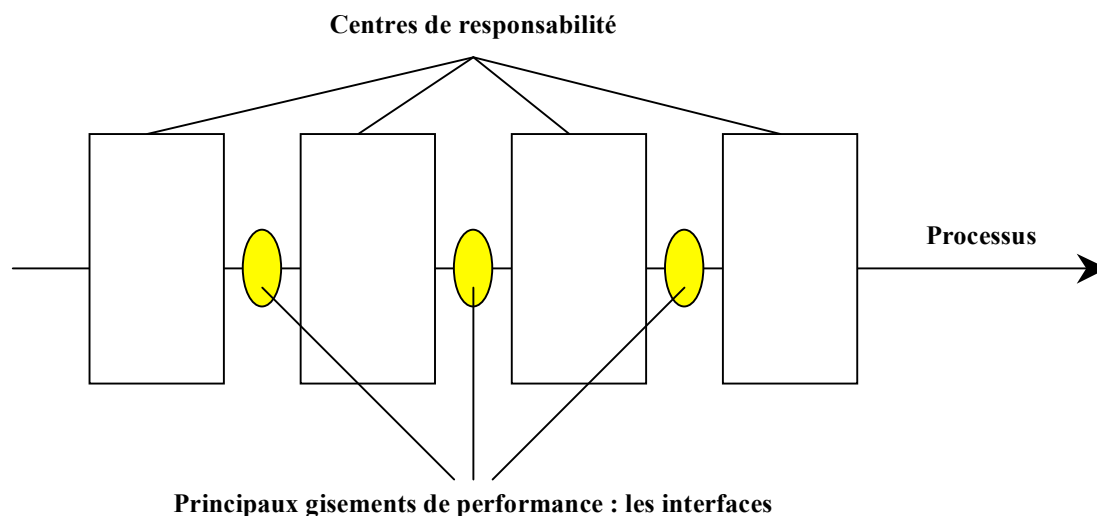 Centres de responsabilité
Processus
Principaux gisements de performance : les interfaces